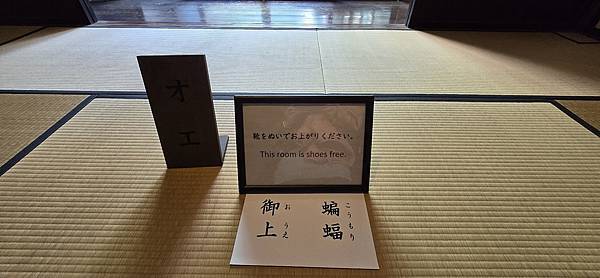 オエ
靴をぬいでお上がりください。
This room is shoes free.
蝙蝠
こうもり
御上
おうえ